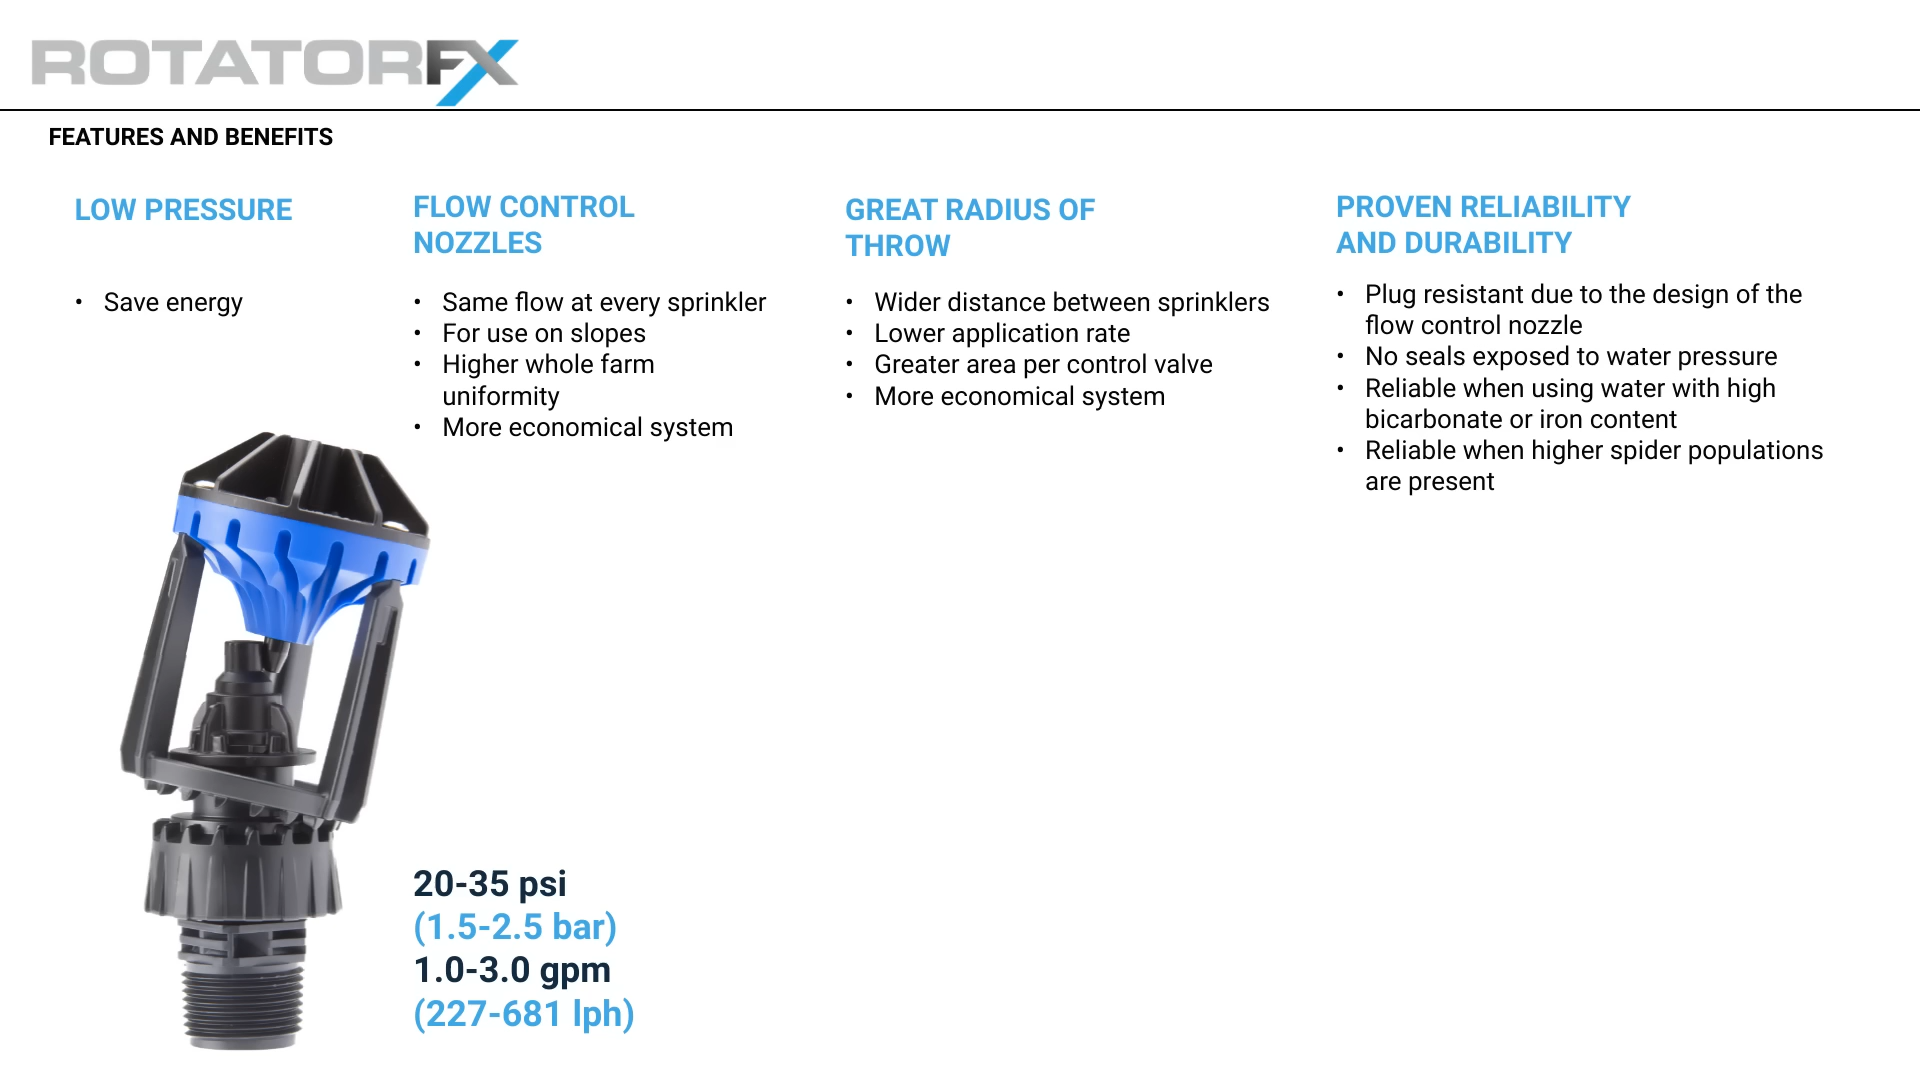 ROTATORFX
FEATURES AND BENEFITS
LOW PRESSURE
• Save energy
FLOW CONTROL
NOZZLES
• Same flow at every sprinkler
• For use on slopes
• Higher whole farm
uniformity
• More economical system
GREAT RADIUS OF
THROW
• Wider distance between sprinklers
• Lower application rate
• Greater area per control valve
• More economical system
PROVEN RELIABILITY
AND DURABILITY
• Plug resistant due to the design of the
flow control nozzle
• No seals exposed to water pressure
• Reliable when using water with high
bicarbonate or iron content
• Reliable when higher spider populations
are present
20-35 psi
(1.5-2.5 bar)
1.0-3.0 gpm
(227-681 lph)